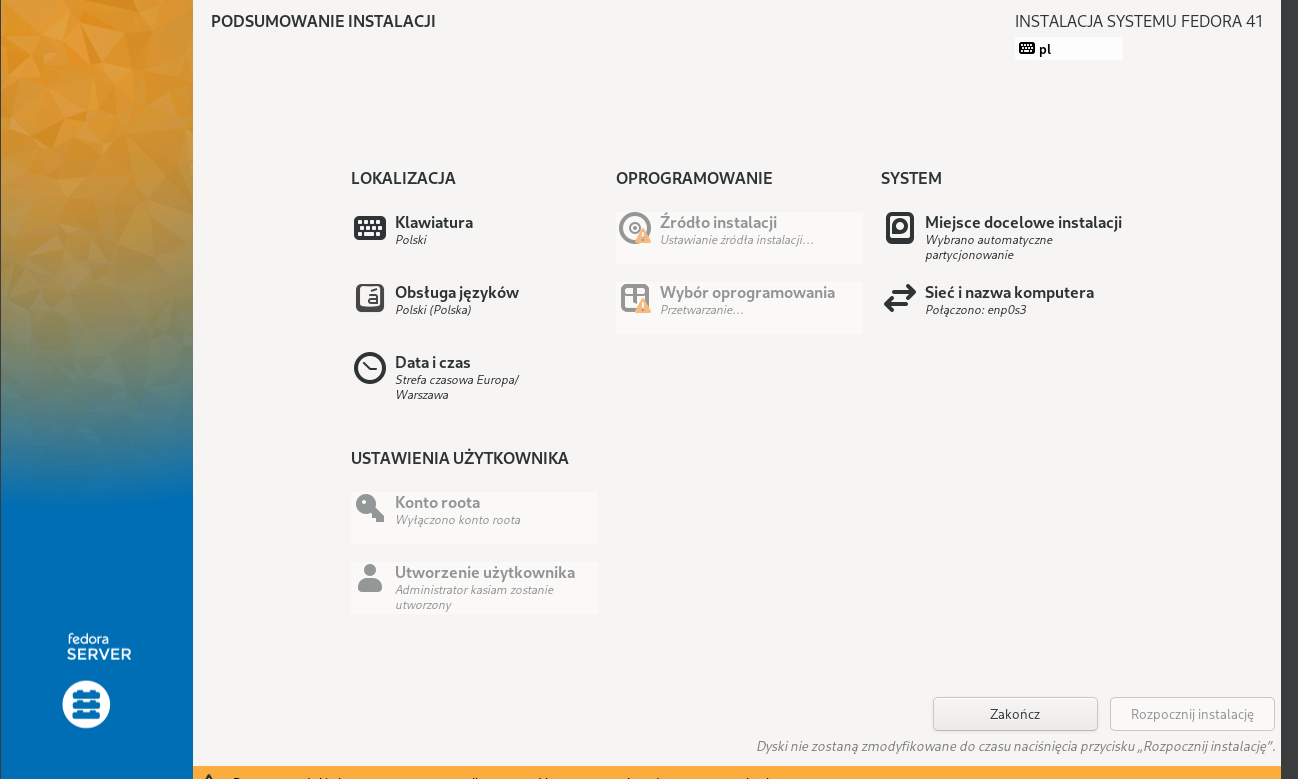 PODSUMOWANIE INSTALACJI
INSTALACJA SYSTEMU FEDORA 41
pl
LOKALIZACJA
Klawiatura
Polski
Obsługa języków
Polski (Polska)
Data i czas
Strefa czasowa Europa/
Warszawa
OPROGRAMOWANIE
Źródło instalacji
Ustawianie źródła instalacji…
Wybór oprogramowania
Przetwarzanie…
SYSTEM
Miejsce docelowe instalacji
Wybrano automatyczne
partycjonowanie
Sieć i nazwa komputera
Połączono: enp0s3
USTAWIENIA UŻYTKOWNIKA
Konto roota
Wyłączono konto roota
Utworzenie użytkownika
Administrator kasiam zostanie
utworzony
fedora
SERVER
Zakończ
Rozpocznij instalację
Dyski nie zostaną zmodyfikowane do czasu naciśnięcia przycisku „Rozpocznij instalację”.